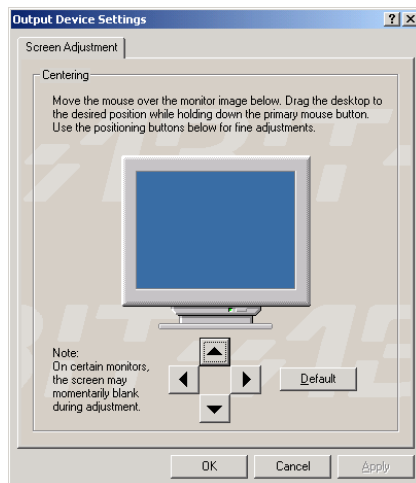 Output Device Settings
Screen Adjustment
Centering
Move the mouse over the monitor image below. Drag the desktop to
the desired position while holding down the primary mouse button.
Use the positioning buttons below for fine adjustments.
Note:
On certain monitors,
the screen may
momentarily blank
during adjustment.
Default
OK
Cancel
Apply